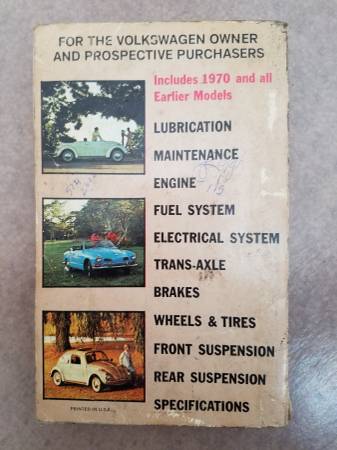 FOR THE VOLKSWAGEN OWNER
AND PROSPECTIVE PURCHASERS
Includes 1970 and all
Earlier Models
LUBRICATION
MAINTENANCE
ENGINE
FUEL SYSTEM
ELECTRICAL SYSTEM
TRANS-AXLE
BRAKES
WHEELS & TIRES
FRONT SUSPENSION
REAR SUSPENSION
SPECIFICATIONS
PRINTED IN U.S.A.